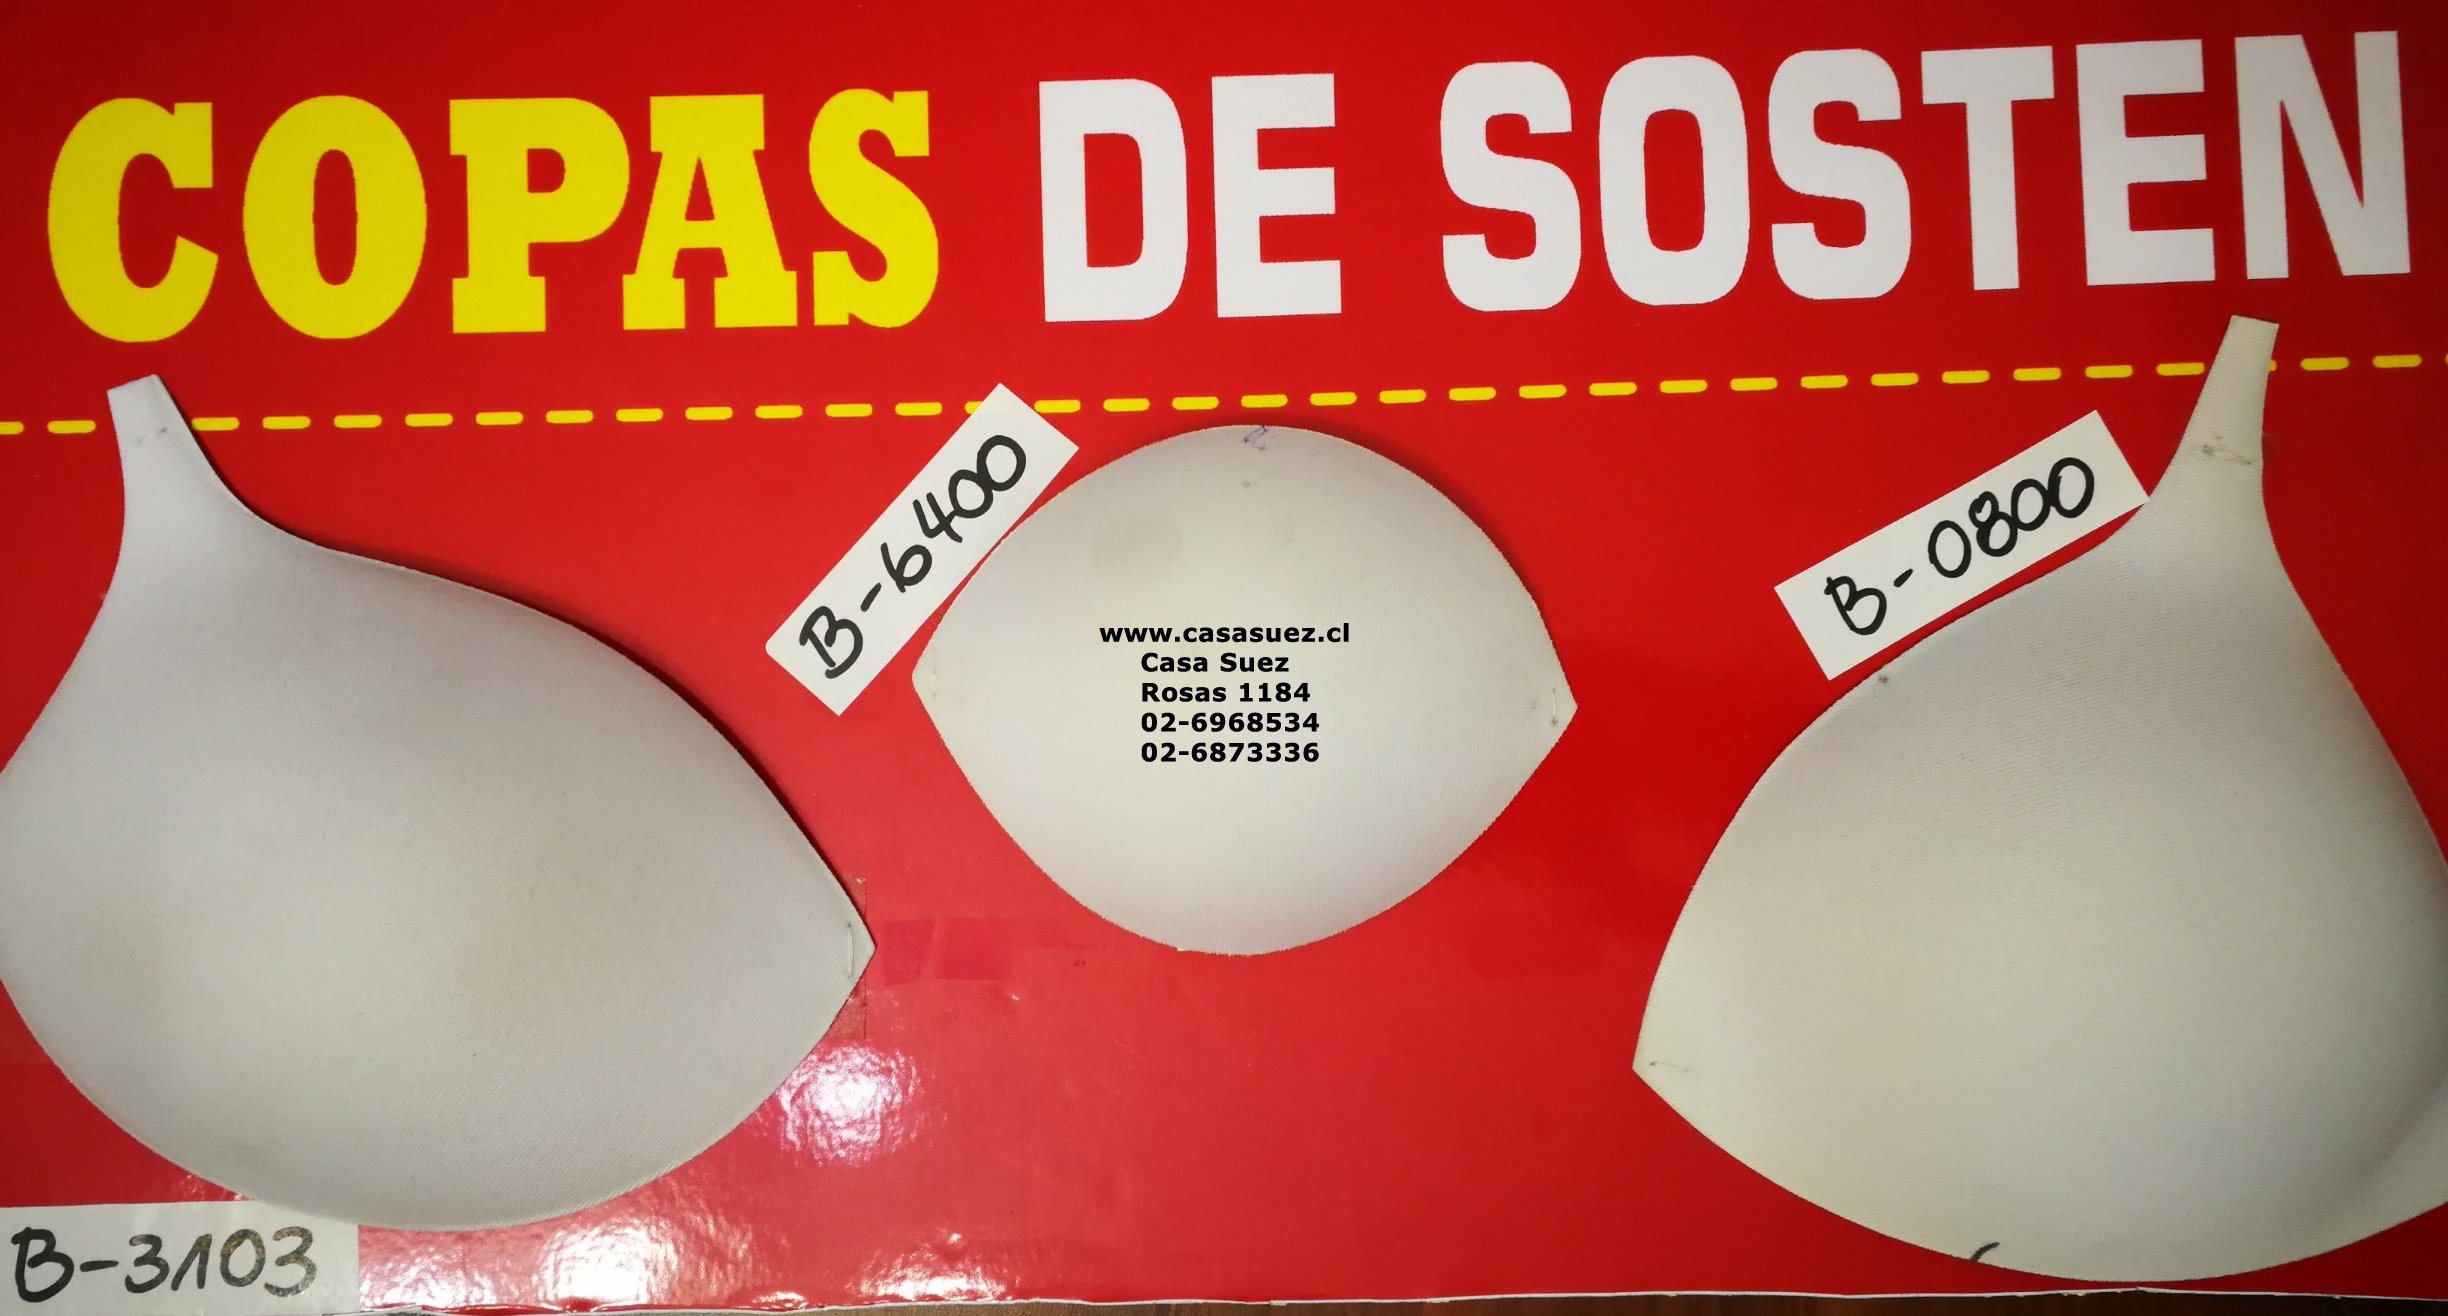 COPAS DE SOSTEN
B-6400
B-0800
www.casasuez.cl
Casa Suez
Rosas 1184
02-6968534
02-6873336
B-3103